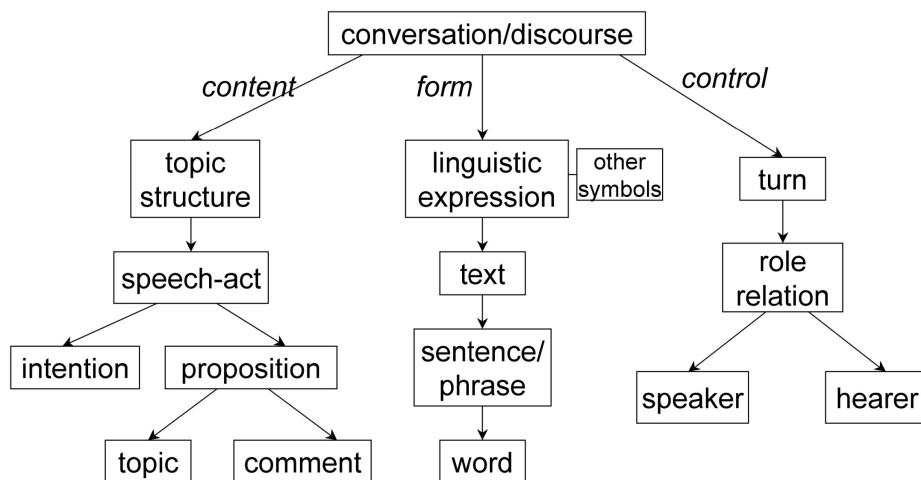 conversation/discourse
content
form
control
topic
structure
linguistic
expression
other
symbols
turn
speech-act
text
role
relation
intention
proposition
sentence/
phrase
speaker
hearer
topic
comment
word